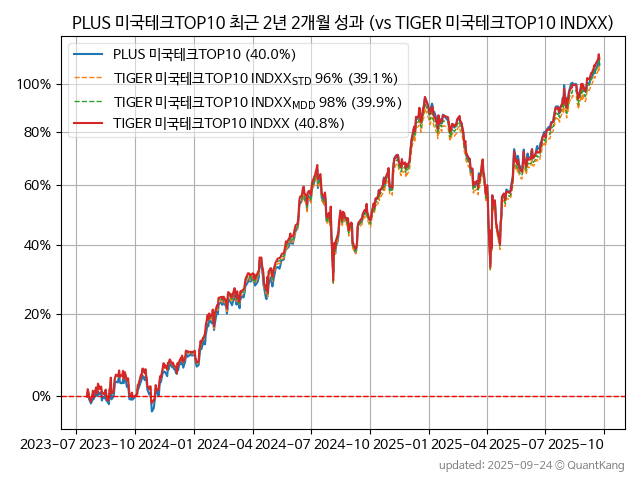 PLUS 미국테크TOP10 최근 2년 2개월 성과 (vs TIGER 미국테크TOP10 INDXX)
PLUS 미국테크TOP10 (40.0%)
TIGER 미국테크TOP10 INDXX_STD 96% (39.1%)
TIGER 미국테크TOP10 INDXX_MDD 98% (39.9%)
TIGER 미국테크TOP10 INDXX (40.8%)
100%
80%
60%
40%
20%
0%
2023-07 2023-10 2024-01 2024-04 2024-07 2024-10 2025-01 2025-04 2025-07 2025-10
updated: 2025-09-24 © QuantKang